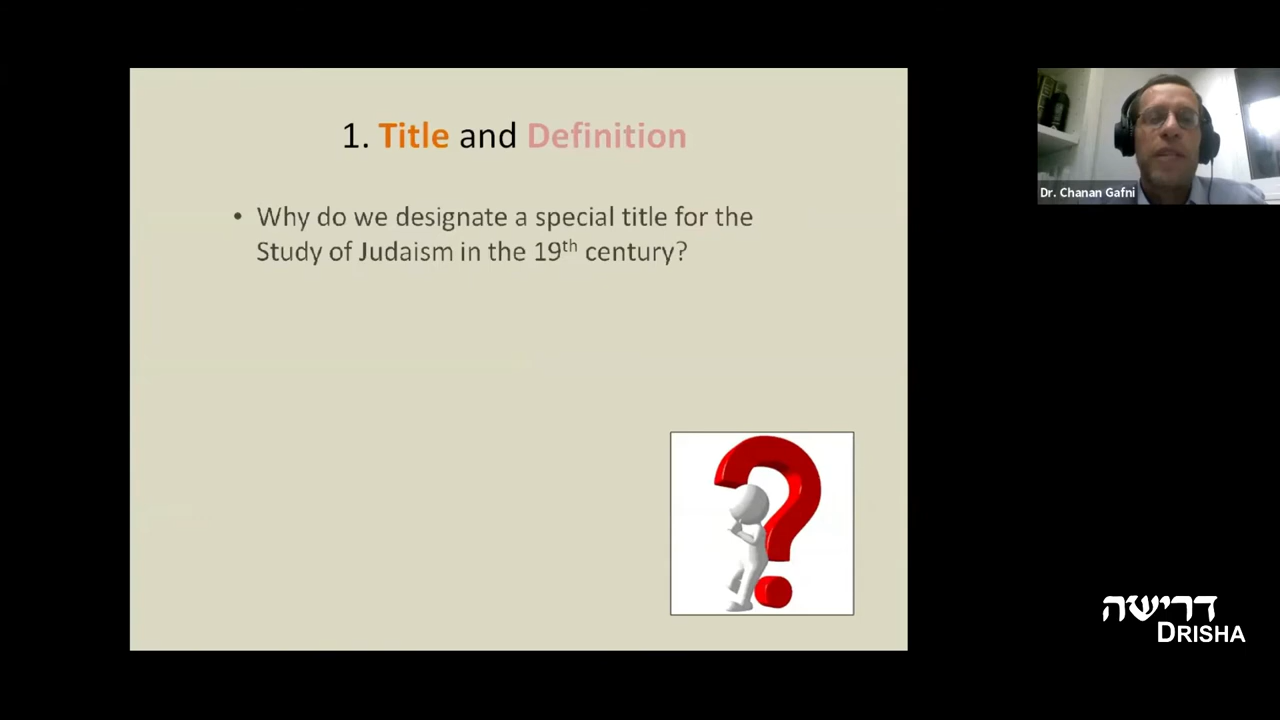 1. Title and Definition
• Why do we designate a special title for the
Study of Judaism in the 19th century?
Dr. Chanan Gafni
דרישה
DRISHA